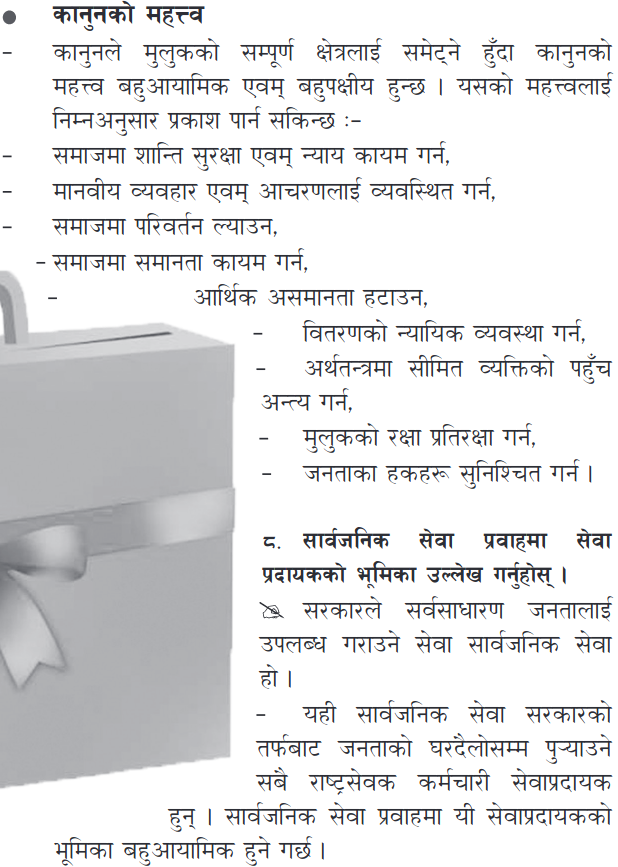 ● कानुनको महत्त्व
– कानुनले मुलुकको सम्पूर्ण क्षेत्रलाई समेट्ने हुँदा कानुनको
महत्त्व बहुआयामिक एवम् बहुपक्षीय हुन्छ । यसको महत्त्वलाई
निम्नअनुसार प्रकाश पार्न सकिन्छ :–
– समाजमा शान्ति सुरक्षा एवम् न्याय कायम गर्न,
– मानवीय व्यवहार एवम् आचरणलाई व्यवस्थित गर्न,
– समाजमा परिवर्तन ल्याउन,
– समाजमा समानता कायम गर्न,
– आर्थिक असमानता हटाउन,
– वितरणको न्यायिक व्यवस्था गर्न,
– अर्थतन्त्रमा सीमित व्यक्तिको पहुँच
अन्त्य गर्न,
– मुलुकको रक्षा प्रतिरक्षा गर्न,
– जनताका हकहरू सुनिश्चित गर्न ।
८. सार्वजनिक सेवा प्रवाहमा सेवा
प्रदायकको भूमिका उल्लेख गर्नुहोस् ।
सरकारले सर्वसाधारण जनतालाई
उपलब्ध गराउने सेवा सार्वजनिक सेवा
हो ।
– यही सार्वजनिक सेवा सरकारको
तर्फबाट जनताको घरदैलोसम्म पुऱ्याउने
सबै राष्ट्रसेवक कर्मचारी सेवाप्रदायक
हुन् । सार्वजनिक सेवा प्रवाहमा यी सेवाप्रदायकको
भूमिका बहुआयामिक हुने गर्छ ।